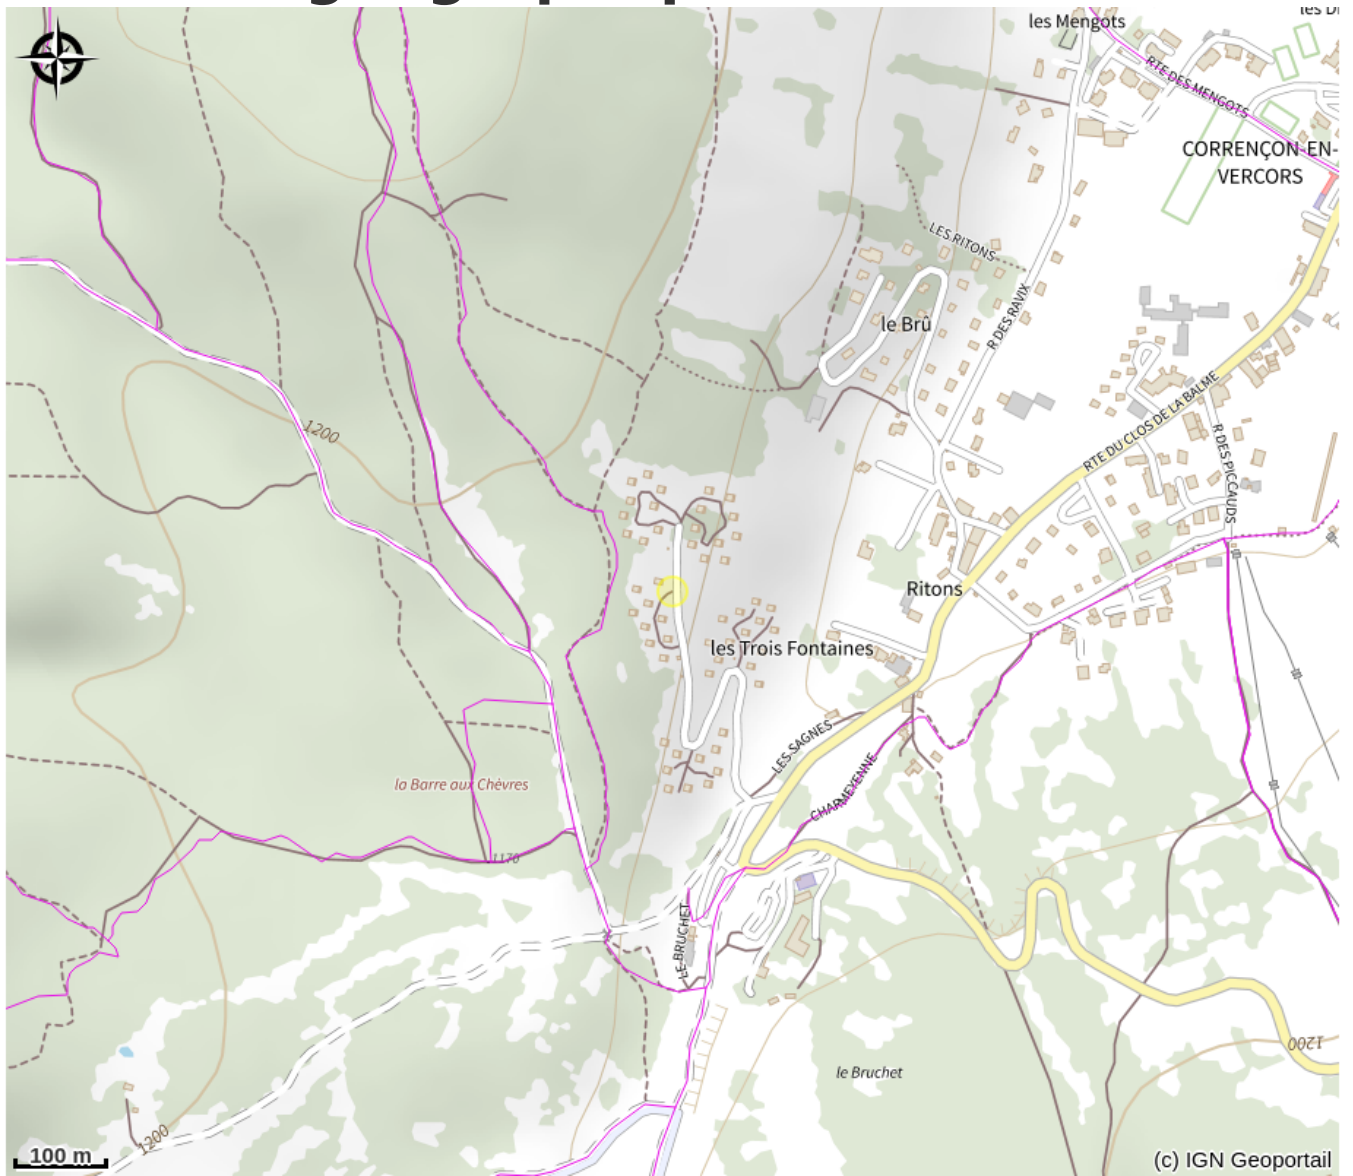 les Mengots
RTE DES MENGOTS
CORRENÇON-EN-
VERCORS
LES RITONS
R DES RAVIX
le Brû
RTE DU CLOS DE LA BALME
R DES PICCAUDS
1200
Ritons
les Trois Fontaines
LES SAGNES
CHARMEYENNE
la Barre aux Chèvres
1170
LE BRUCHET
1200
le Bruchet
1200
100 m
(c) IGN Geoportail